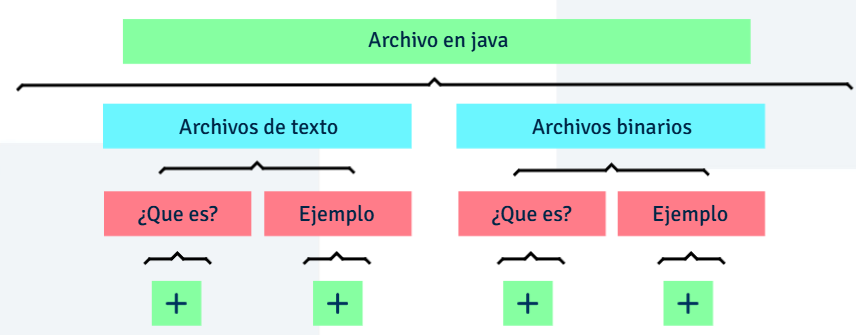 Archivo en java
Archivos de texto
Archivos binarios
¿Que es?
Ejemplo
¿Que es?
Ejemplo
+
+
+
+